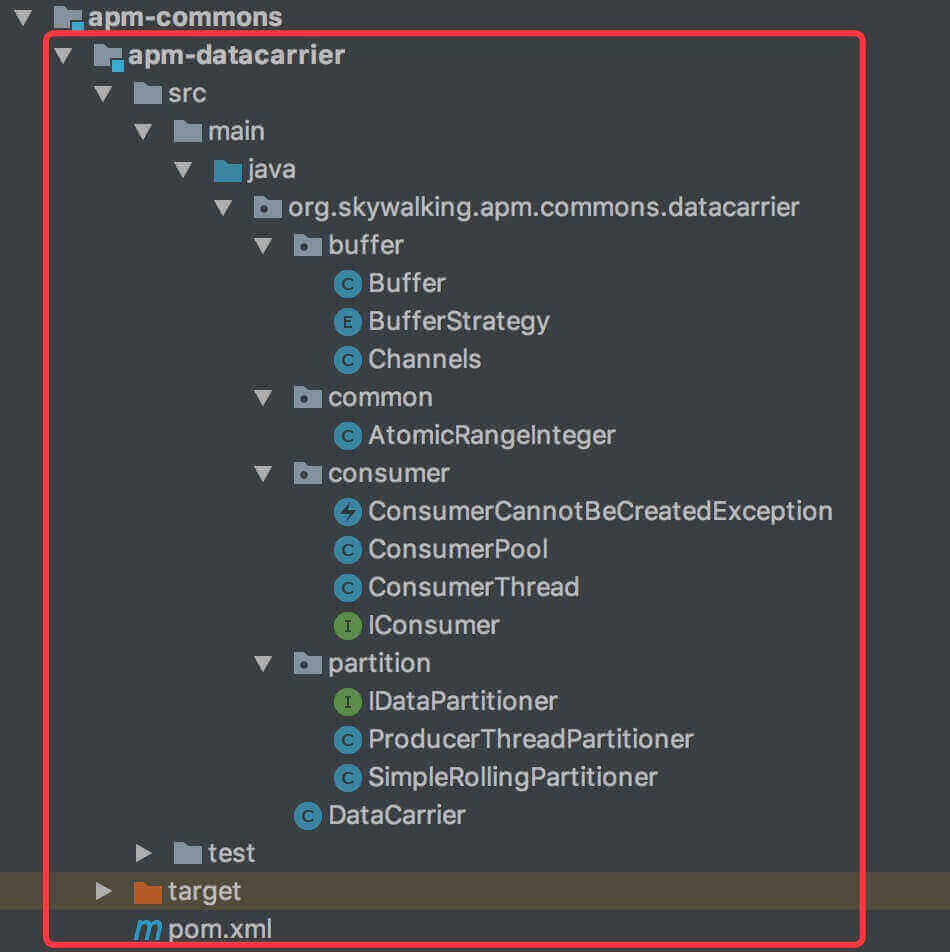 apm-commons
apm-datacarrier
src
main
java
org.skywalking.apm.commons.datacarrier
buffer
C Buffer
E BufferStrategy
C Channels
common
C AtomicRangeInteger
consumer
ConsumerCannotBeCreatedException
C ConsumerPool
C ConsumerThread
I IConsumer
partition
I IDataPartitioner
C ProducerThreadPartitioner
C SimpleRollingPartitioner
C DataCarrier
test
target
m pom.xml